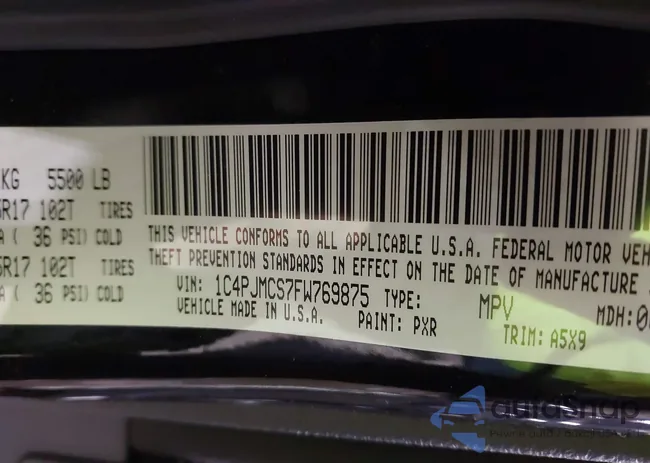 KG 5500 LB
R17 102T TIRES
( 36 PSI) COLD
R17 102T TIRES
( 36 PSI) COLD
THIS VEHICLE CONFORMS TO ALL APPLICABLE U.S.A. FEDERAL MOTOR VEH
THEFT PREVENTION STANDARDS IN EFFECT ON THE DATE OF MANUFACTURE
VIN: 1C4PJMCS7FW769875 TYPE: MPV MDH:0
VEHICLE MADE IN U.S.A. PAINT: PXR TRIM: A5X9
autoSnap